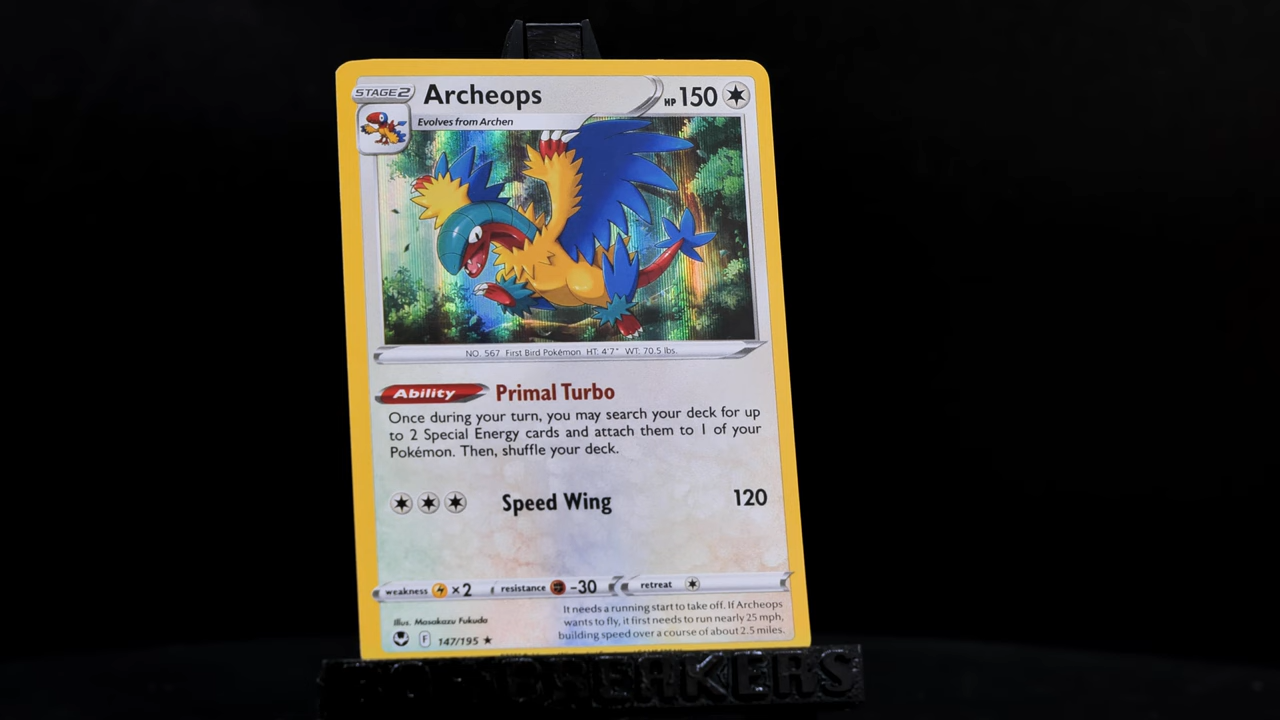 STAGE2
Archeops
HP 150
Evolves from Archen
NO. 567 First Bird Pokémon HT: 4'7" WT: 70.5 lbs.
Ability Primal Turbo
Once during your turn, you may search your deck for up
to 2 Special Energy cards and attach them to 1 of your
Pokémon. Then, shuffle your deck.
Speed Wing 120
weakness ×2 resistance -30 retreat
It needs a running start to take off. If Archeops
wants to fly, it first needs to run nearly 25 mph,
building speed over a course of about 2.5 miles.
Illus. Masakazu Fukuda
F 147/195 ★